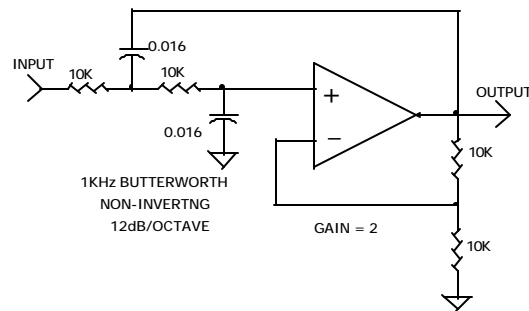 0.016
INPUT
10K
10K
+
OUTPUT
0.016
−
10K
1KHz BUTTERWORTH
NON-INVERTNG
12dB/OCTAVE
GAIN = 2
10K